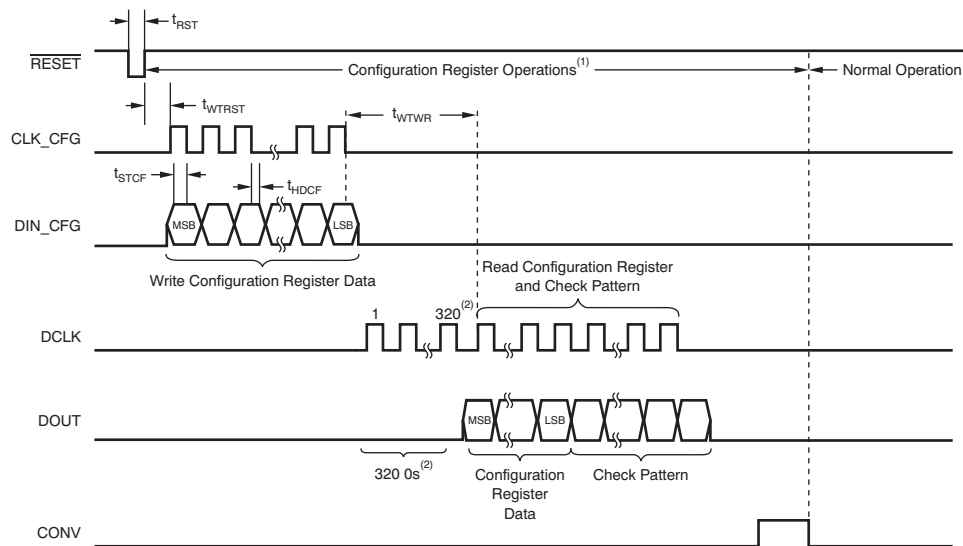 tRST
RESET
Configuration Register Operations(1)
Normal Operation
tWTRST
tWTWR
CLK_CFG
tSTCF
tHDCF
DIN_CFG
MSB
LSB
Write Configuration Register Data
Read Configuration Register
and Check Pattern
1
320(2)
DCLK
DOUT
MSB
LSB
320 0s(2)
Configuration
Register
Data
Check Pattern
CONV